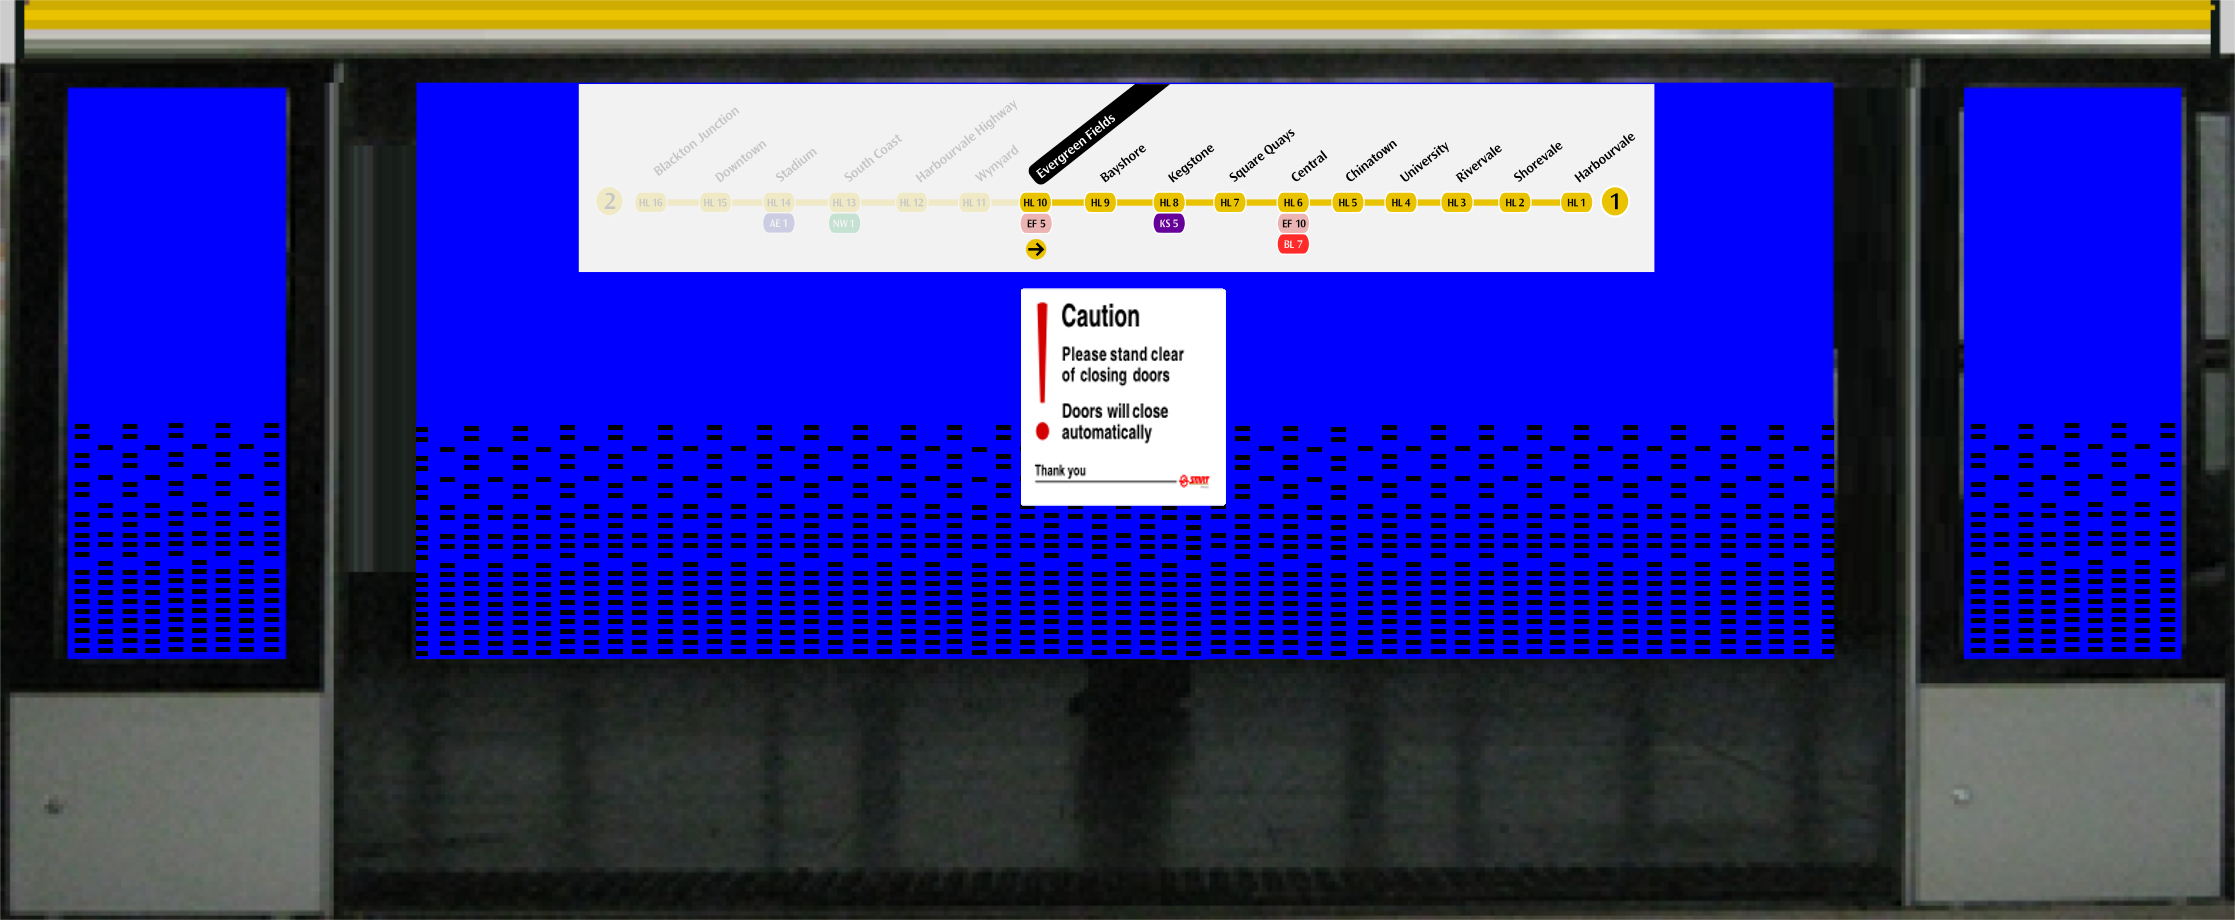 Blackton Junction
Downtown
Stadium
South Coast
Harbourvale Highway
Wynyard
Evergreen Fields
Bayshore
Kegstone
Square Quays
Central
Chinatown
University
Rivervale
Shorevale
Harbourvale
2 HL 16 HL 15 HL 14 HL 13 HL 12 HL 11 HL 10 HL 9 HL 8 HL 7 HL 6 HL 5 HL 4 HL 3 HL 2 HL 1 1
AE 1 NW 1 EF 5 KS 5 EF 10
BL 7
Caution
Please stand clear
of closing doors
Doors will close
automatically
Thank you